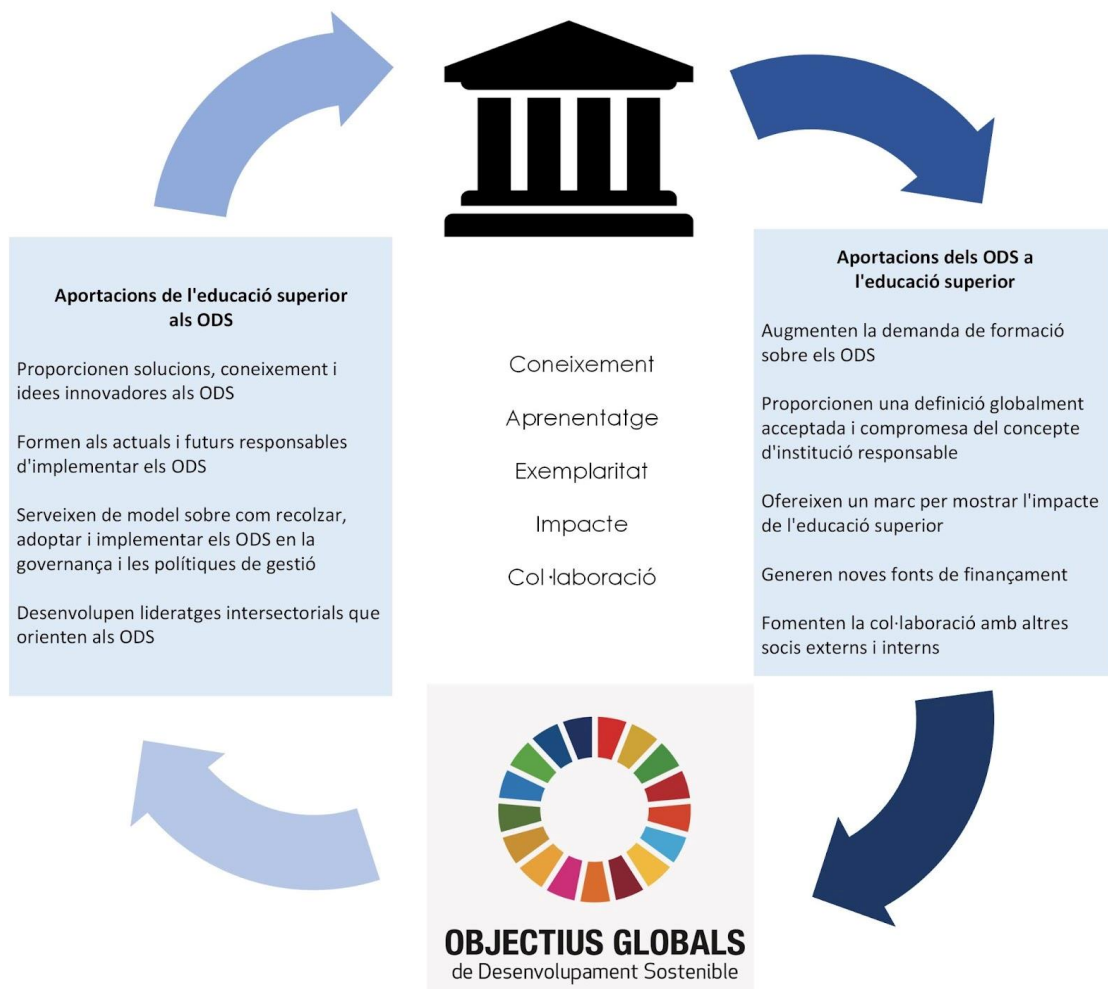 Aportacions de l'educació superior
als ODS
Proporcionen solucions, coneixement i
idees innovadores als ODS
Formen als actuals i futurs responsables
d'implementar els ODS
Serveixen de model sobre com recolzar,
adoptar i implementar els ODS en la
governança i les polítiques de gestió
Desenvolupen lideratges intersectorials que
orienten als ODS
Coneixement
Aprenentatge
Exemplaritat
Impacte
Col·laboració
Aportacions dels ODS a
l'educació superior
Augmenten la demanda de formació
sobre els ODS
Proporcionen una definició globalment
acceptada i compromesa del concepte
d'institució responsable
Ofereixen un marc per mostrar l'impacte
de l'educació superior
Generen noves fonts de finançament
Fomenten la col·laboració amb altres
socis externs i interns
OBJECTIUS GLOBALS
de Desenvolupament Sostenible